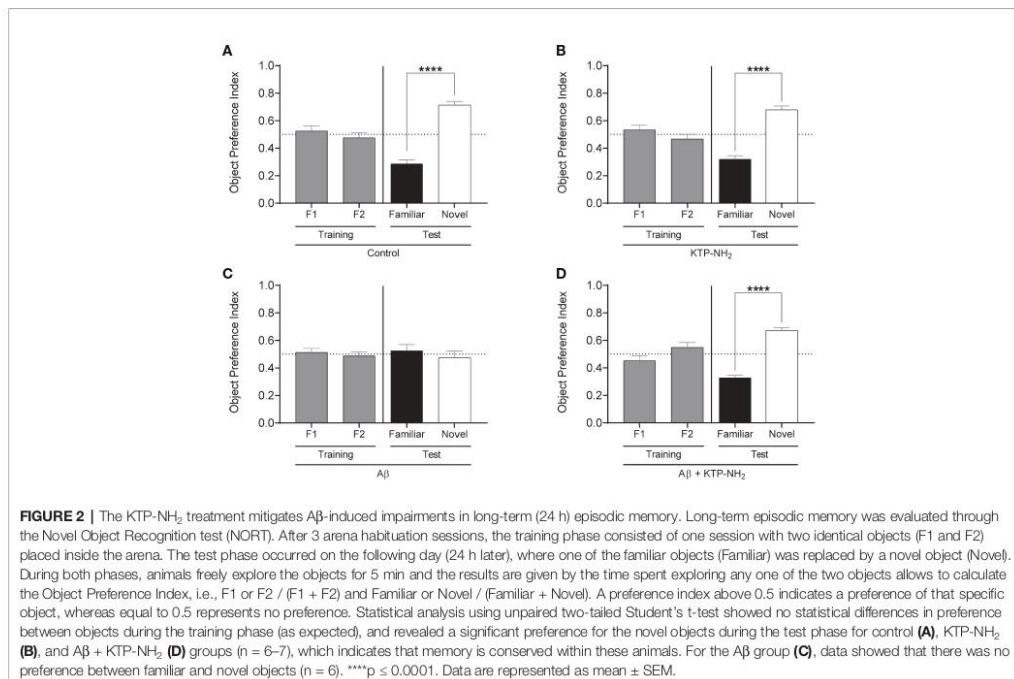 A
Object Preference Index
1.0
0.8
0.6
0.4
0.2
0.0
****
F1 F2 Familiar Novel
Training Test
Control
B
Object Preference Index
1.0
0.8
0.6
0.4
0.2
0.0
****
F1 F2 Familiar Novel
Training Test
KTP-NH₂
C
Object Preference Index
1.0
0.8
0.6
0.4
0.2
0.0
F1 F2 Familiar Novel
Training Test
Aβ
D
Object Preference Index
1.0
0.8
0.6
0.4
0.2
0.0
****
F1 F2 Familiar Novel
Training Test
Aβ + KTP-NH₂
FIGURE 2 | The KTP-NH₂ treatment mitigates Aβ-induced impairments in long-term (24 h) episodic memory. Long-term episodic memory was evaluated through
the Novel Object Recognition test (NORT). After 3 arena habituation sessions, the training phase consisted of one session with two identical objects (F1 and F2)
placed inside the arena. The test phase occurred on the following day (24 h later), where one of the familiar objects (Familiar) was replaced by a novel object (Novel).
During both phases, animals freely explore the objects for 5 min and the results are given by the time spent exploring any one of the two objects allows to calculate
the Object Preference Index, i.e., F1 or F2 / (F1 + F2) and Familiar or Novel / (Familiar + Novel). A preference index above 0.5 indicates a preference of that specific
object, whereas equal to 0.5 represents no preference. Statistical analysis using unpaired two-tailed Student's t-test showed no statistical differences in preference
between objects during the training phase (as expected), and revealed a significant preference for the novel objects during the test phase for control (A), KTP-NH₂
(B), and Aβ + KTP-NH₂ (D) groups (n = 6–7), which indicates that memory is conserved within these animals. For the Aβ group (C), data showed that there was no
preference between familiar and novel objects (n = 6). ****p ≤ 0.0001. Data are represented as mean ± SEM.